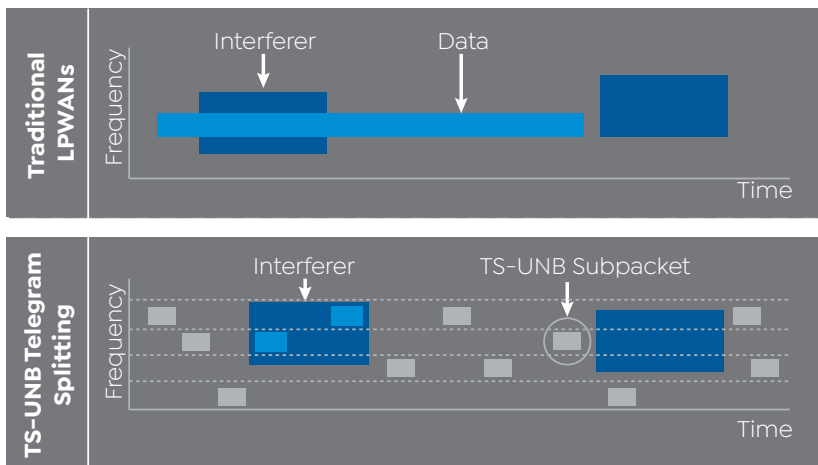 Traditional
LPWANs
Frequency
Interferer
Data
Time
TS-UNB Telegram
Splitting
Frequency
Interferer
TS-UNB Subpacket
Time